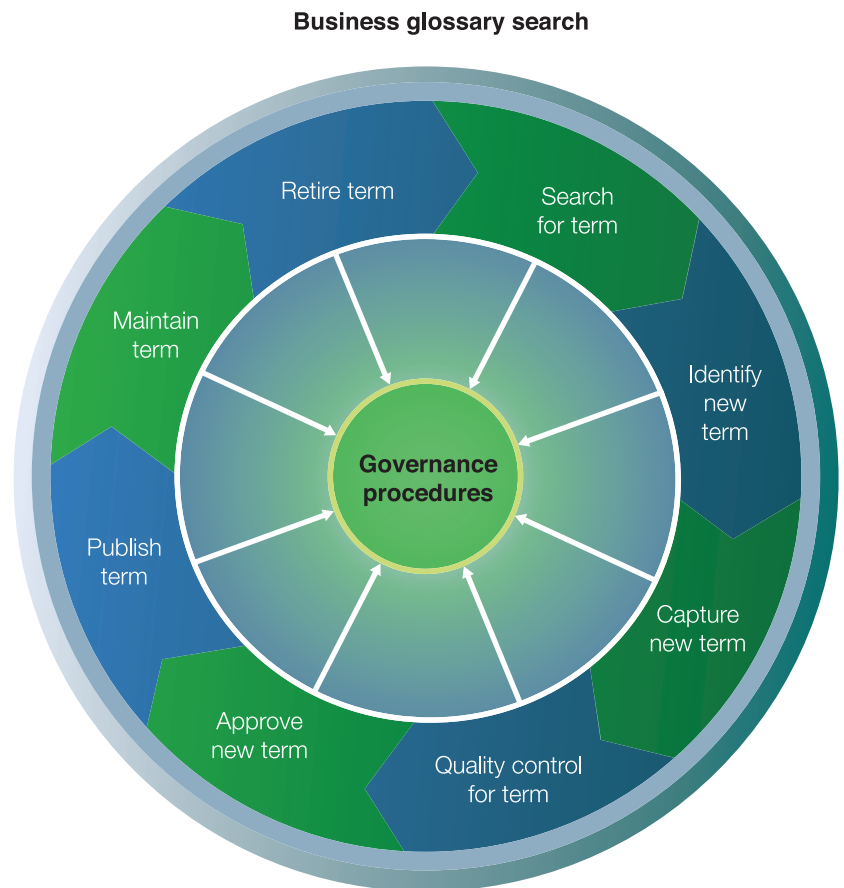 Business glossary search
Retire term
Search
for term
Identify
new
term
Capture
new term
Quality control
for term
Approve
new term
Publish
term
Maintain
term
Governance
procedures